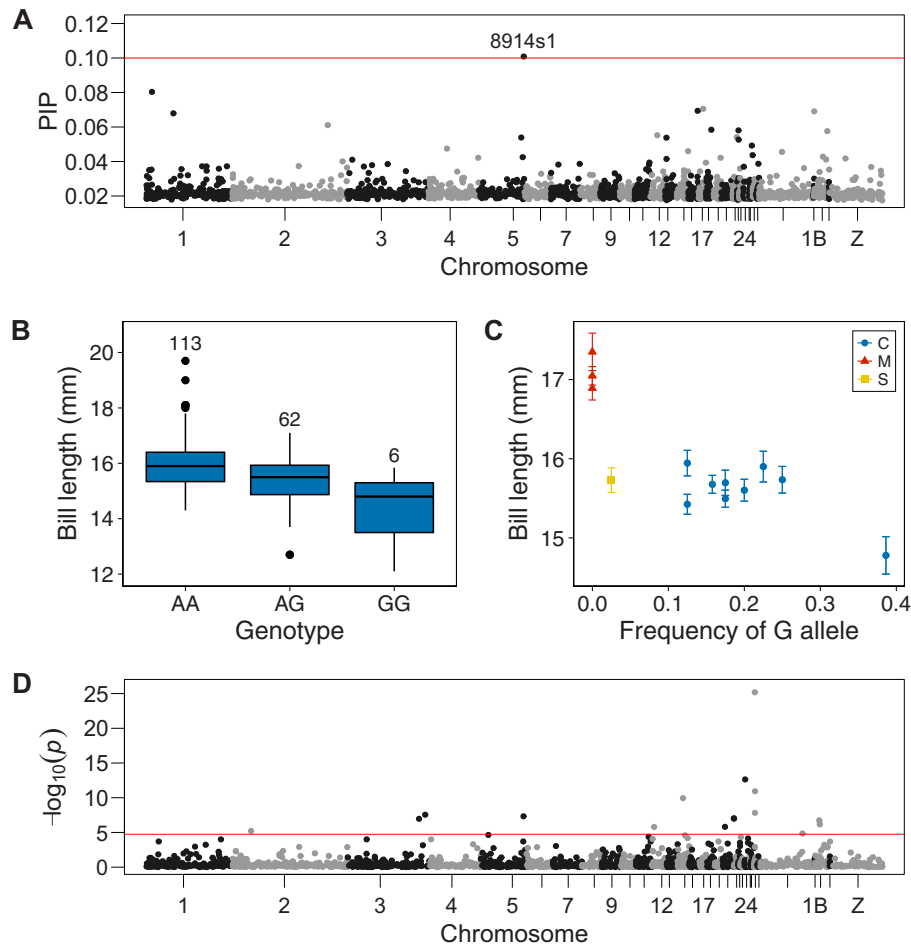 A
PIP
0.12
0.10
0.08
0.06
0.04
0.02
8914s1
1 2 3 4 5 7 9 12 17 24 1B Z
Chromosome
B
Bill length (mm)
20
18
16
14
12
113
62
6
AA AG GG
Genotype
C
Bill length (mm)
17
16
15
C
M
S
0.0 0.1 0.2 0.3 0.4
Frequency of G allele
D
−log10(p)
25
20
15
10
5
0
1 2 3 4 5 7 9 12 17 24 1B Z
Chromosome